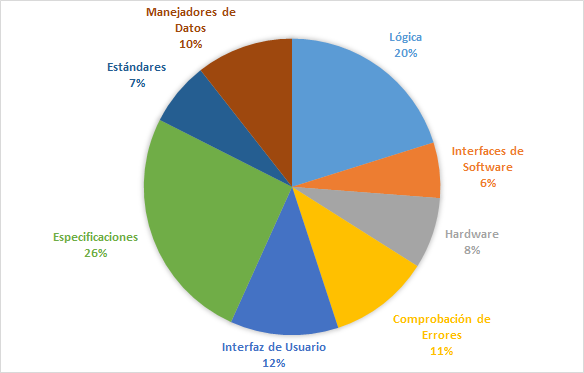 Manejadores de
Datos
10%
Lógica
20%
Estándares
7%
Interfaces de
Software
6%
Hardware
8%
Especificaciones
26%
Comprobación de
Errores
11%
Interfaz de Usuario
12%